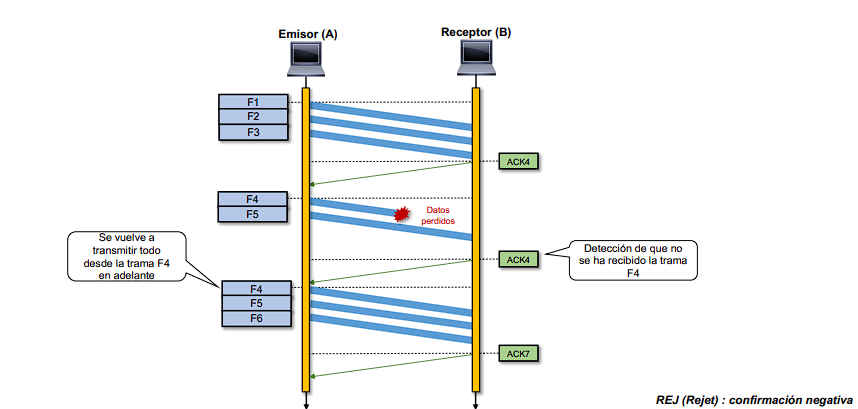 Emisor (A)
Receptor (B)
F1
F2
F3
ACK4
F4
F5
Datos
perdidos
Se vuelve a
transmitir todo
desde la trama F4
en adelante
ACK4
Detección de que no
se ha recibido la trama
F4
F4
F5
F6
ACK7
REJ (Rejet) : confirmación negativa